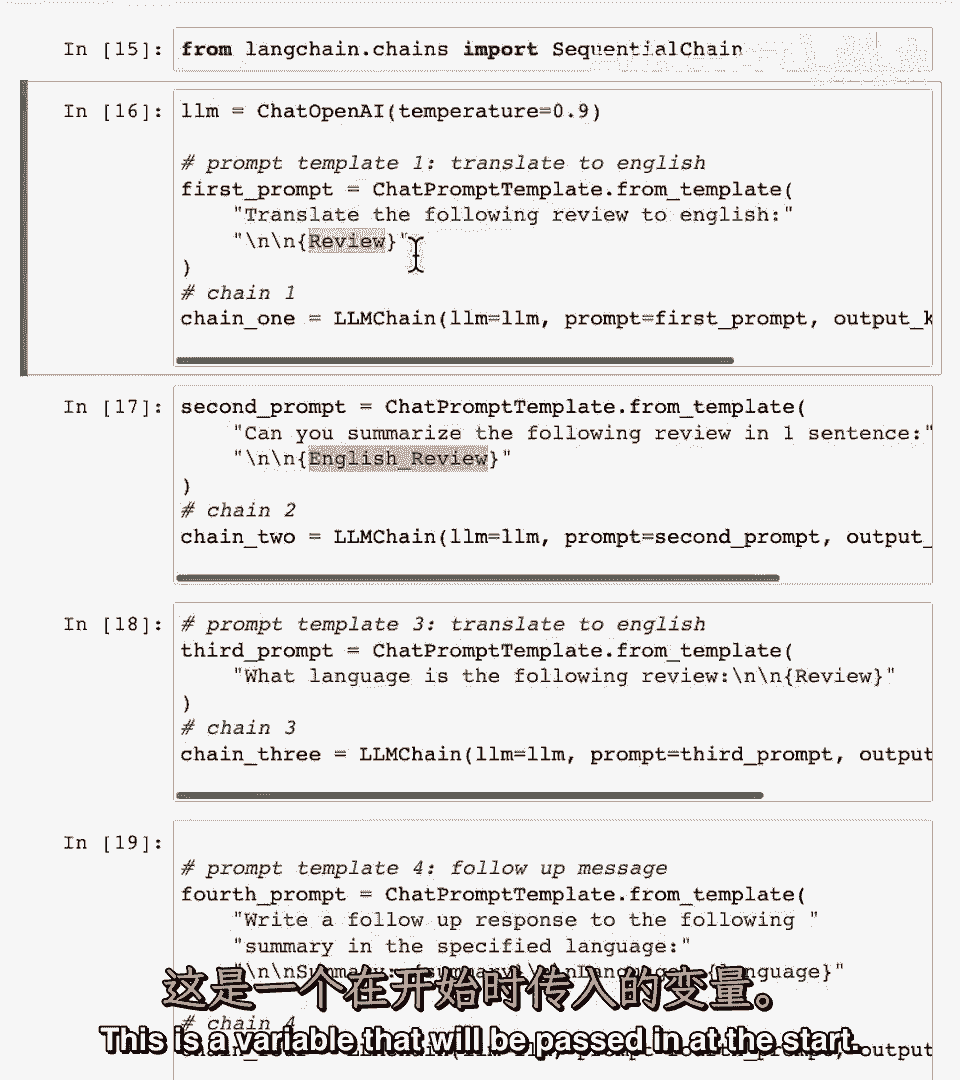 In [15]: from langchain.chains import SequentialChain
In [16]: llm = ChatOpenAI(temperature=0.9)
# prompt template 1: translate to english
first_prompt = ChatPromptTemplate.from_template(
"Translate the following review to english:"
"\n\n{Review}"
)
# chain 1
chain_one = LLMChain(llm=llm, prompt=first_prompt, output_k
In [17]: second_prompt = ChatPromptTemplate.from_template(
"Can you summarize the following review in 1 sentence:"
"\n\n{English_Review}"
)
# chain 2
chain_two = LLMChain(llm=llm, prompt=second_prompt, output_
In [18]: # prompt template 3: translate to english
third_prompt = ChatPromptTemplate.from_template(
"What language is the following review:\n\n{Review}"
)
# chain 3
chain_three = LLMChain(llm=llm, prompt=third_prompt, output
In [19]:
# prompt template 4: follow up message
fourth_prompt = ChatPromptTemplate.from_template(
"Write a follow up response to the following "
"summary in the specified language:"
{language}"
这是一个在开始时传入的变量。
# chain 4
This is a variable that will be passed in at the start.
output